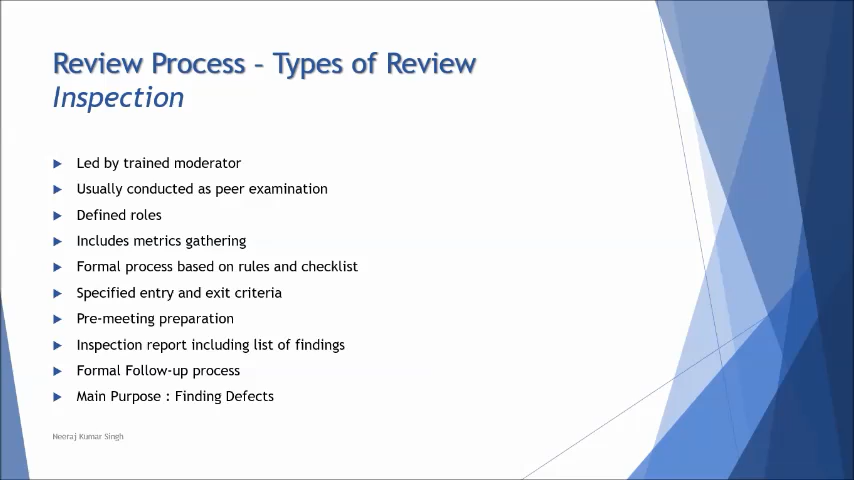 Review Process – Types of Review
Inspection
Led by trained moderator
Usually conducted as peer examination
Defined roles
Includes metrics gathering
Formal process based on rules and checklist
Specified entry and exit criteria
Pre-meeting preparation
Inspection report including list of findings
Formal Follow-up process
Main Purpose : Finding Defects
Neeraj Kumar Singh